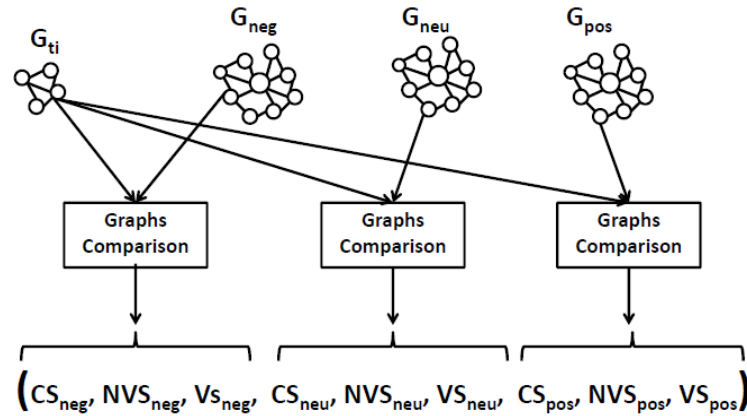 G_ti G_neg G_neu G_pos
Graphs Comparison
Graphs Comparison
Graphs Comparison
(CS_neg, NVS_neg, Vs_neg, CS_neu, NVS_neu, VS_neu, CS_pos, NVS_pos, VS_pos)